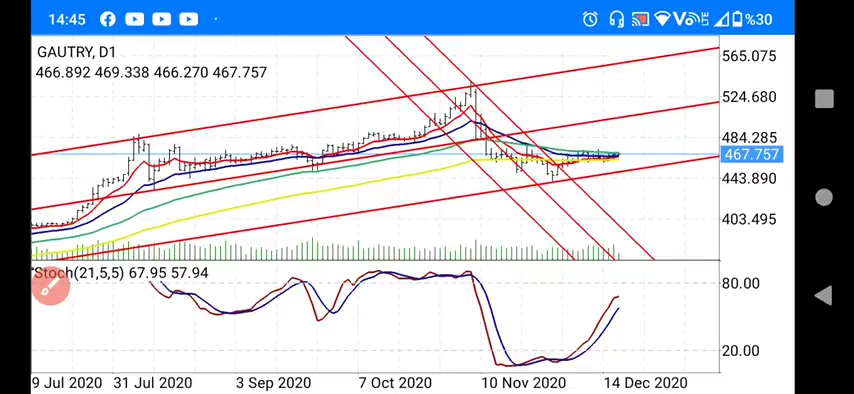 14:45 %30
GAUTRY, D1
466.892 469.338 466.270 467.757
565.075
524.680
484.285
467.757
443.890
403.495
Stoch(21,5,5) 67.95 57.94
80.00
20.00
9 Jul 2020 31 Jul 2020 3 Sep 2020 7 Oct 2020 10 Nov 2020 14 Dec 2020